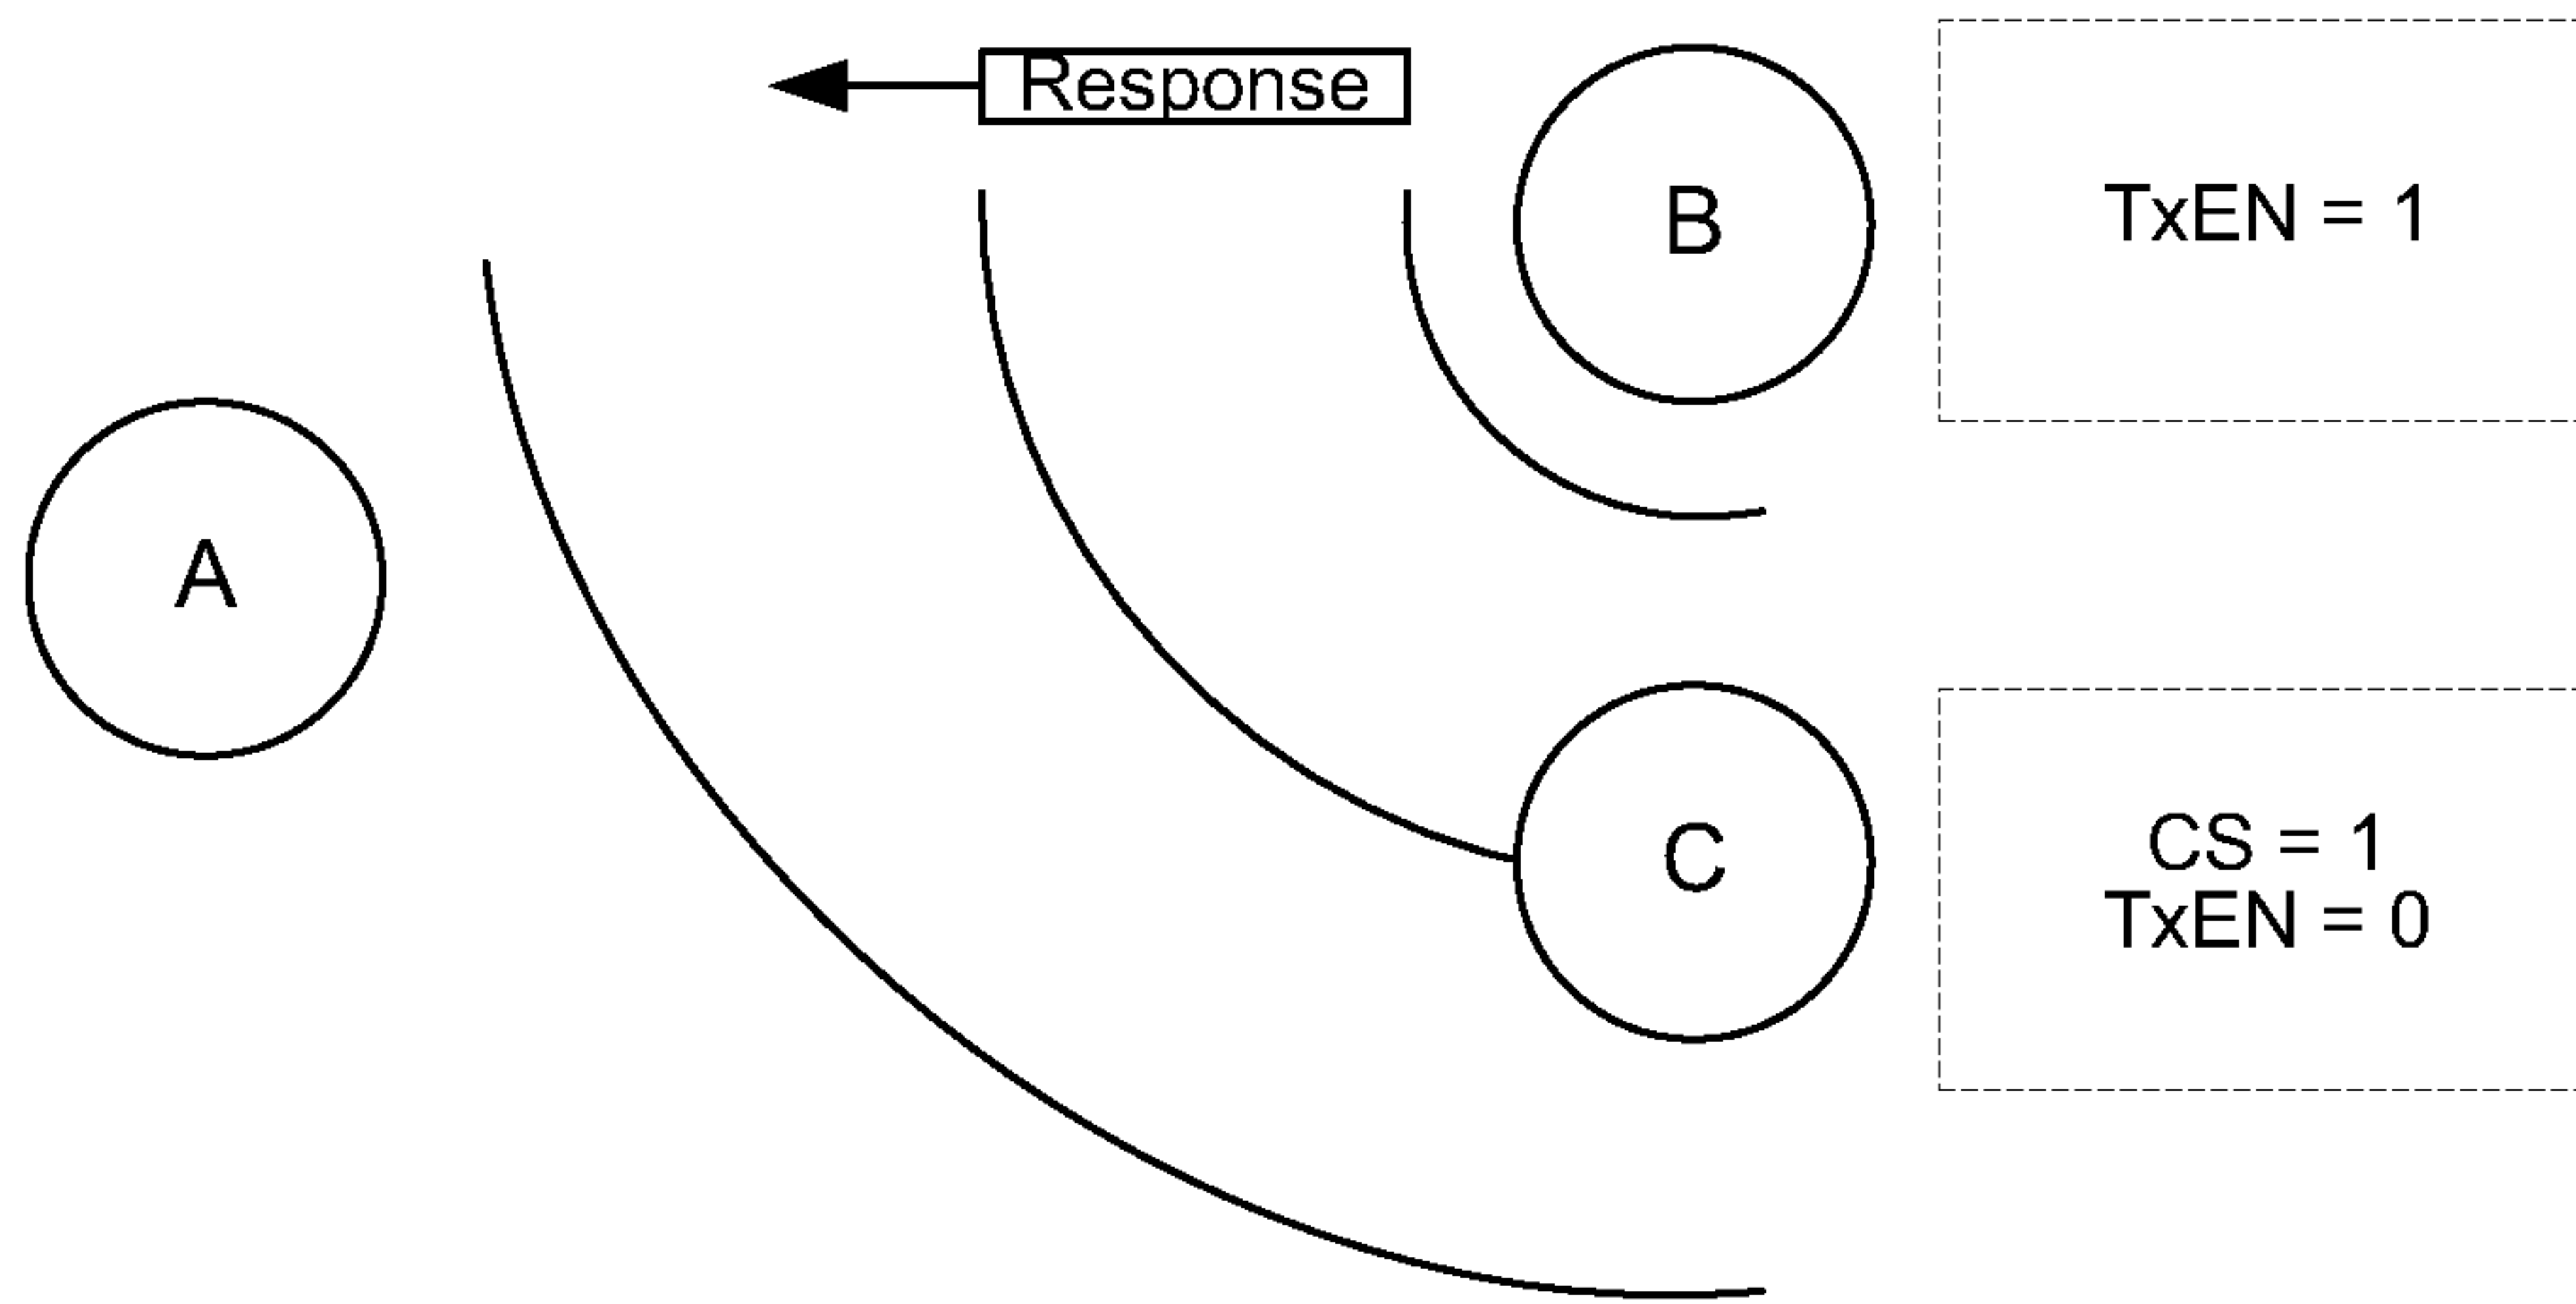 Response
B
TxEN = 1
A
C
CS = 1
TxEN = 0